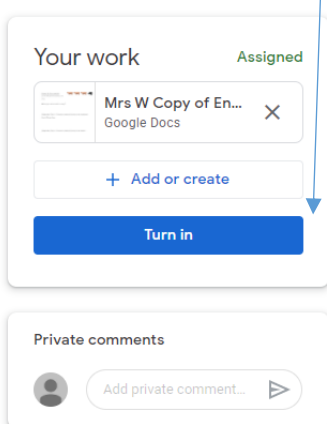 Your work Assigned
Mrs W Copy of En...
Google Docs
+ Add or create
Turn in
Private comments
Add private comment...